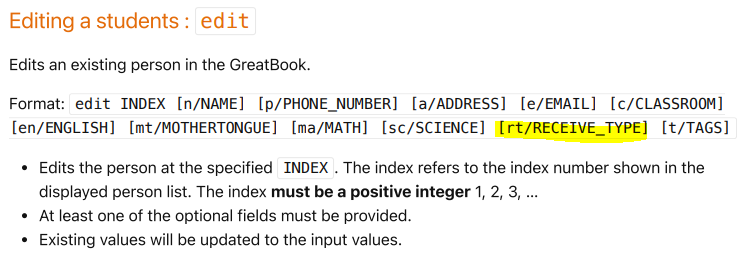 Editing a students : edit
Edits an existing person in the GreatBook.
Format: edit INDEX [n/NAME] [p/PHONE_NUMBER] [a/ADDRESS] [e/EMAIL] [c/CLASSROOM]
[en/ENGLISH] [mt/MOTHERTONGUE] [ma/MATH] [sc/SCIENCE] [rt/RECEIVE_TYPE] [t/TAGS]
• Edits the person at the specified INDEX. The index refers to the index number shown in the
displayed person list. The index must be a positive integer 1, 2, 3, …
• At least one of the optional fields must be provided.
• Existing values will be updated to the input values.